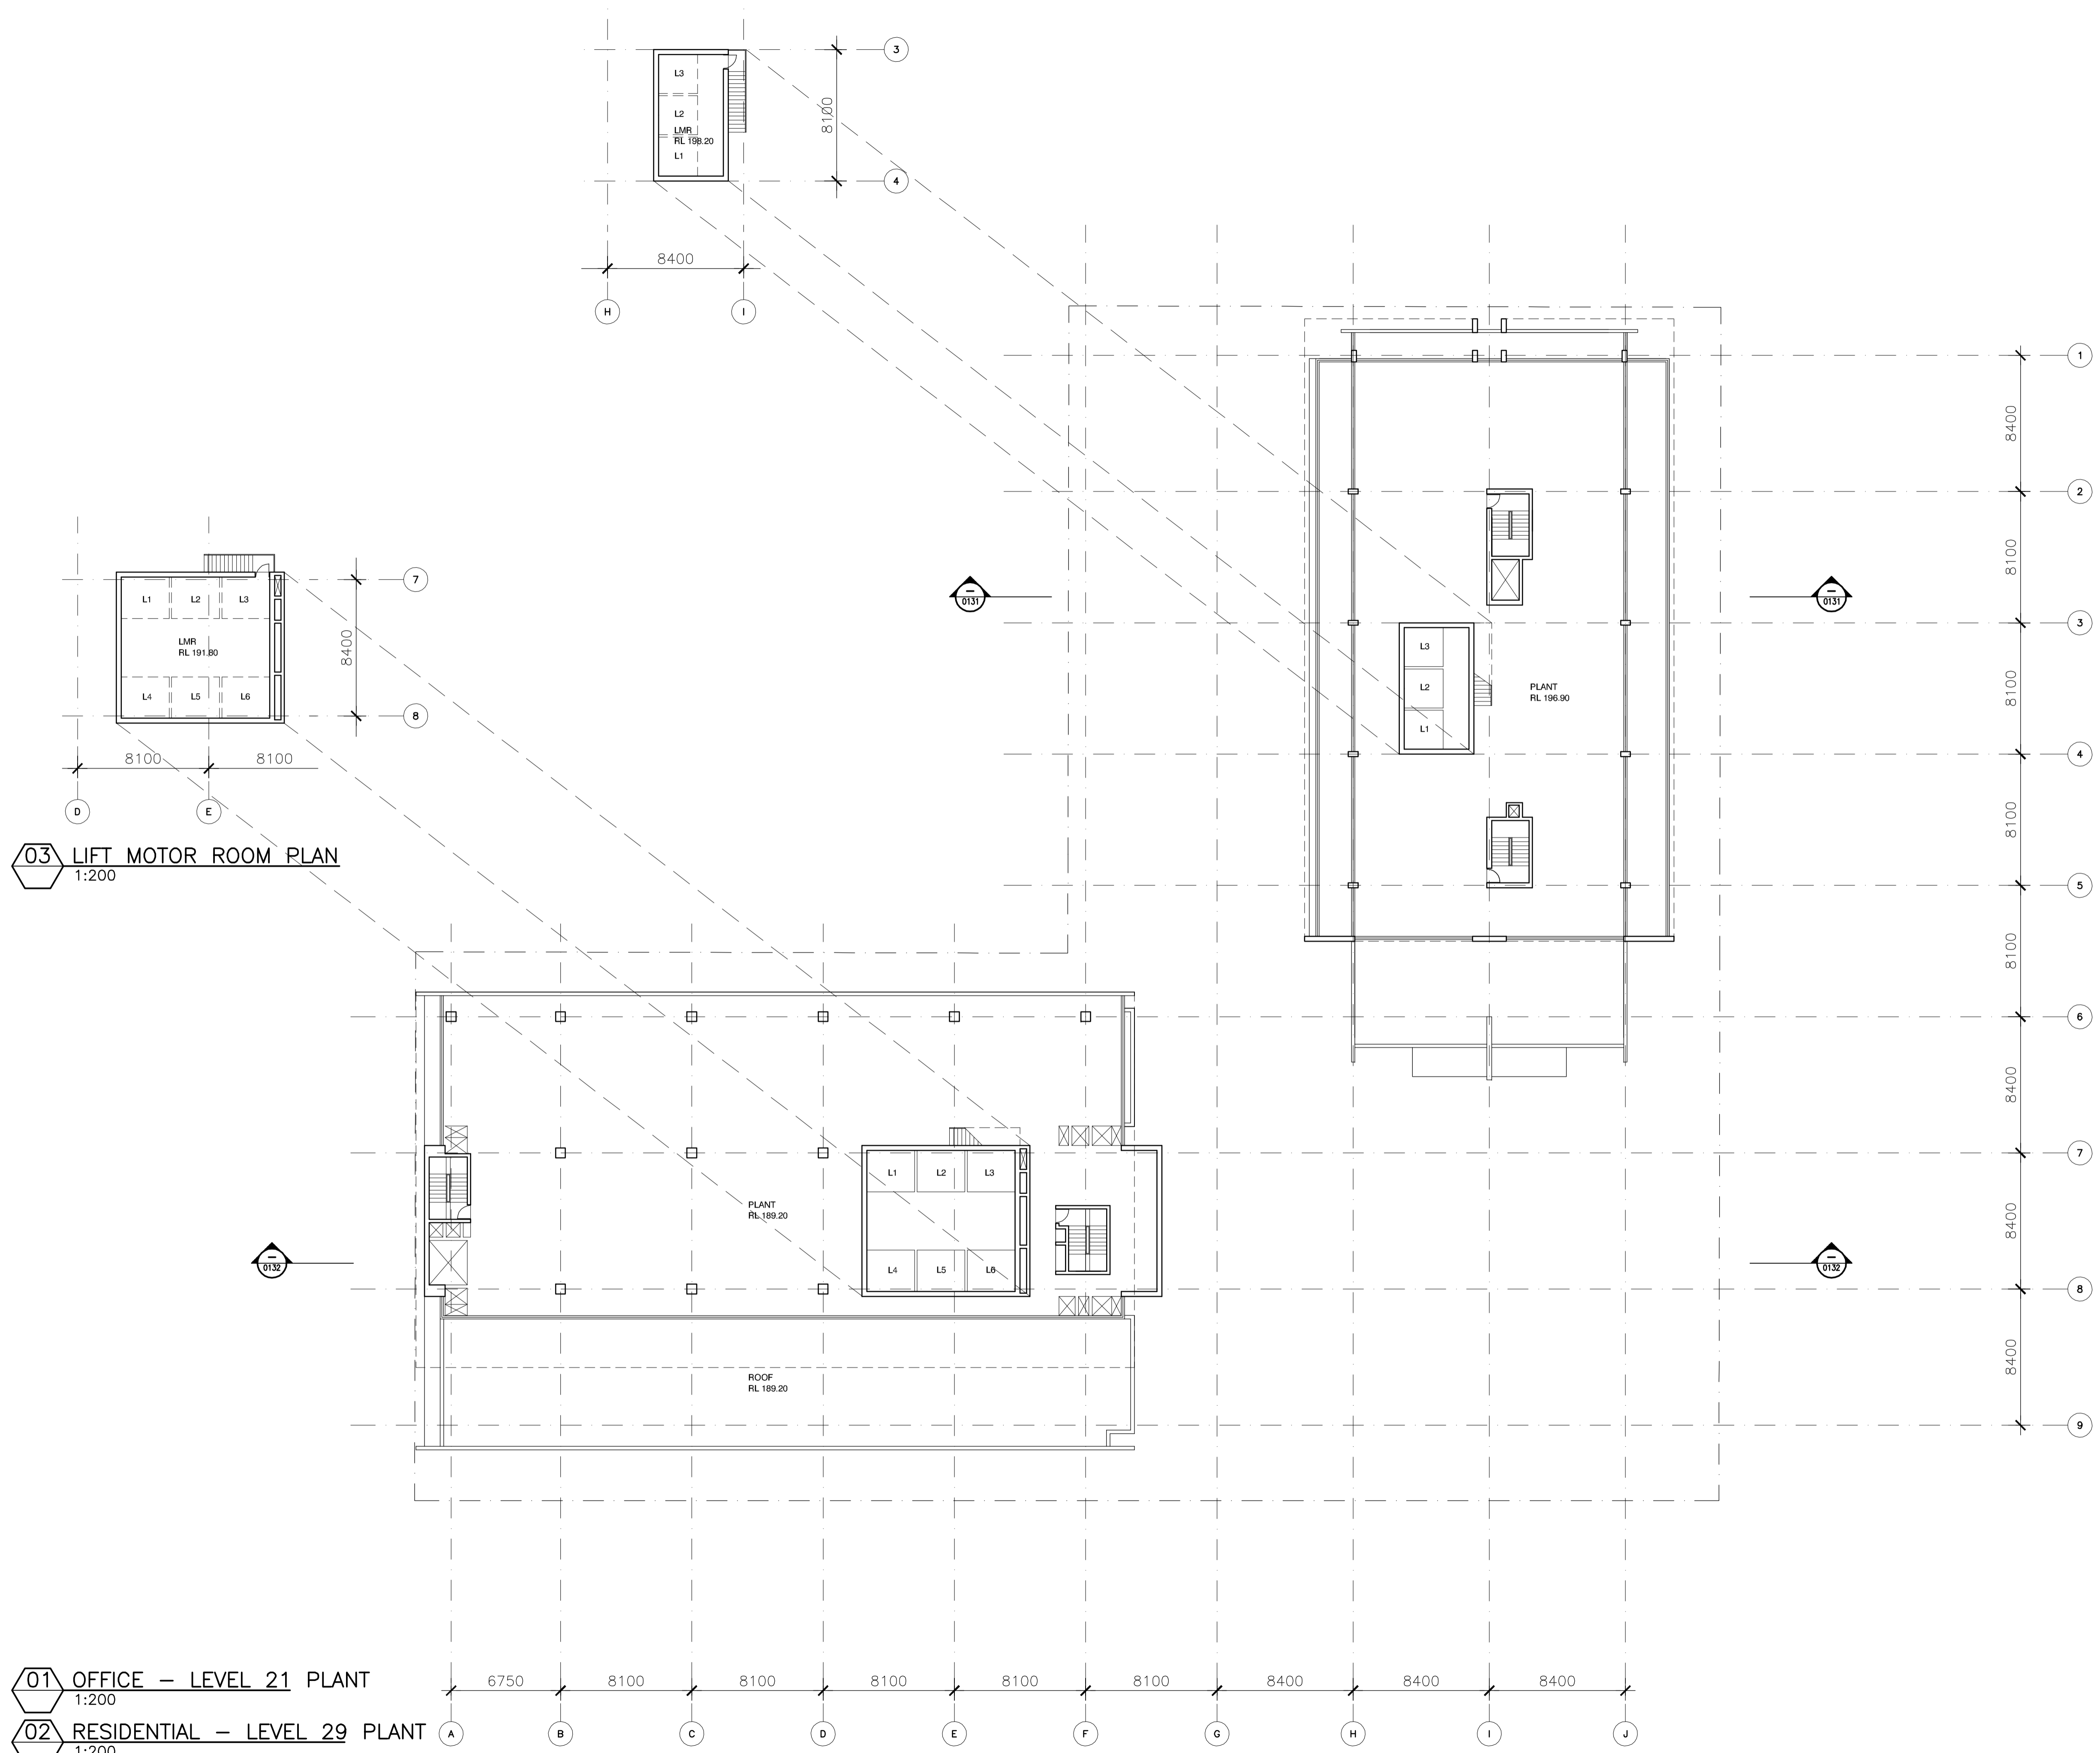 3
L3
L2
LMR
RL 198.20
L1
8100
4
8400
H
I
1
8400
2
8100
3
8100
4
8100
5
8100
6
8400
7
8400
8
8400
9
7
L1
L2
L3
LMR
RL 191.80
8400
L4
L5
L6
8
8100
8100
D
E
03 LIFT MOTOR ROOM PLAN
1:200
0131
0131
L3
L2
L1
PLANT
RL 196.90
L1
L2
L3
PLANT
RL 189.20
L4
L5
L6
0132
0132
ROOF
RL 189.20
01 OFFICE – LEVEL 21 PLANT
1:200
02 RESIDENTIAL – LEVEL 29 PLANT
1:200
6750
8100
8100
8100
8100
8100
8400
8400
8400
A
B
C
D
E
F
G
H
I
J